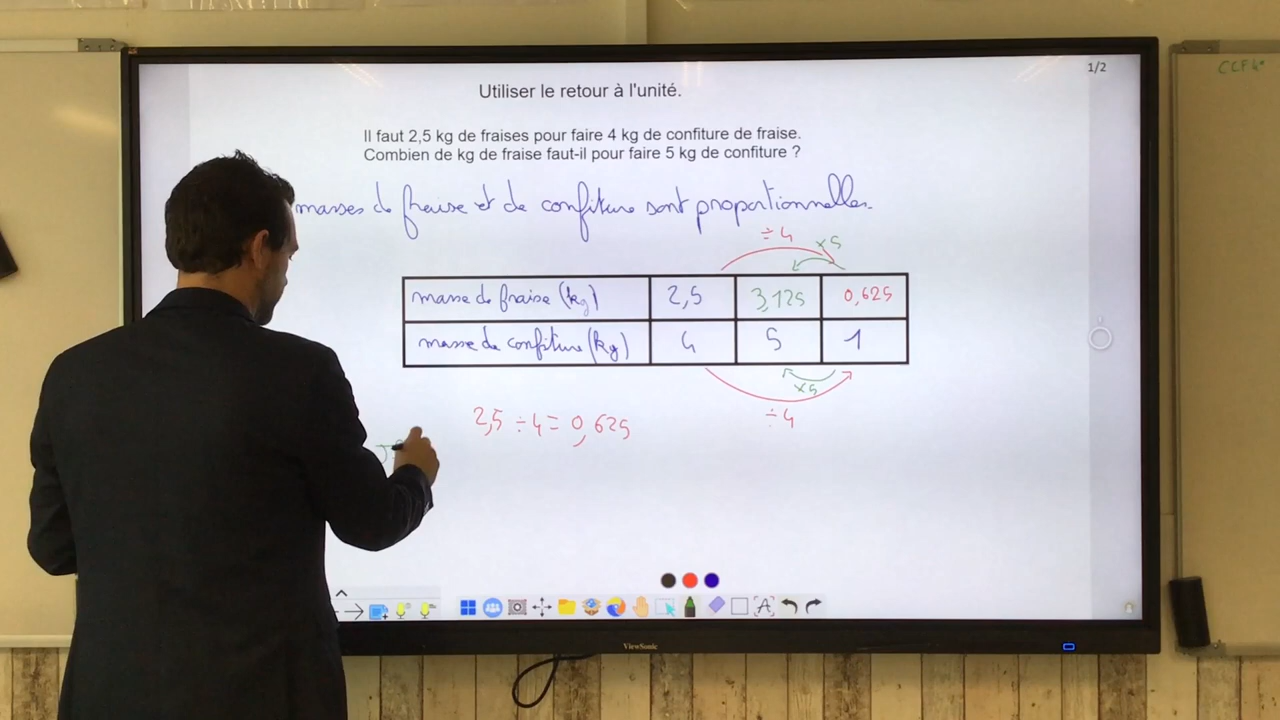 1/2
CCF 4e
Utiliser le retour à l'unité.
Il faut 2,5 kg de fraises pour faire 4 kg de confiture de fraise.
Combien de kg de fraise faut-il pour faire 5 kg de confiture ?
masses de fraise et de confiture sont proportionnelles.
÷4 ×5
masse de fraise (kg) 2,5 3,125 0,625
masse de confiture (kg) 4 5 1
×5
÷4
2,5 ÷ 4 = 0,625
ViewSonic